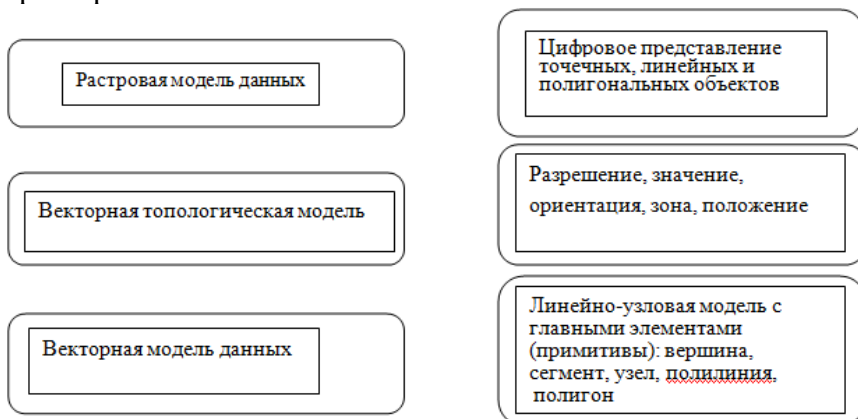 Растровая модель данных
Векторная топологическая модель
Векторная модель данных
Цифровое представление
точечных, линейных и
полигональных объектов
Разрешение, значение,
ориентация, зона, положение
Линейно-узловая модель с
главными элементами
(примитивы): вершина,
сегмент, узел, полилиния,
полигон